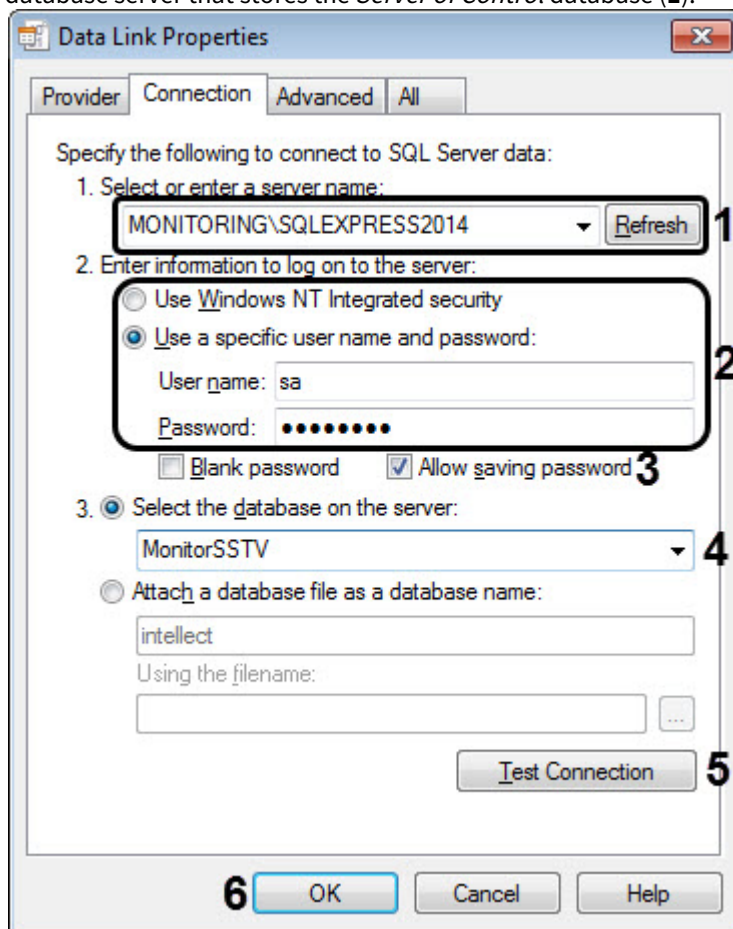 database server that stores the Server of Control database (2).
Data Link Properties
Provider Connection Advanced All
Specify the following to connect to SQL Server data:
1. Select or enter a server name:
MONITORING\SQLEXPRESS2014 Refresh 1
2. Enter information to log on to the server:
Use Windows NT Integrated security
Use a specific user name and password:
2
User name: sa
Password: ●●●●●●●●
Blank password Allow saving password 3
3. Select the database on the server:
MonitorSSTV 4
Attach a database file as a database name:
intellect
Using the filename:
...
Test Connection 5
6 OK Cancel Help